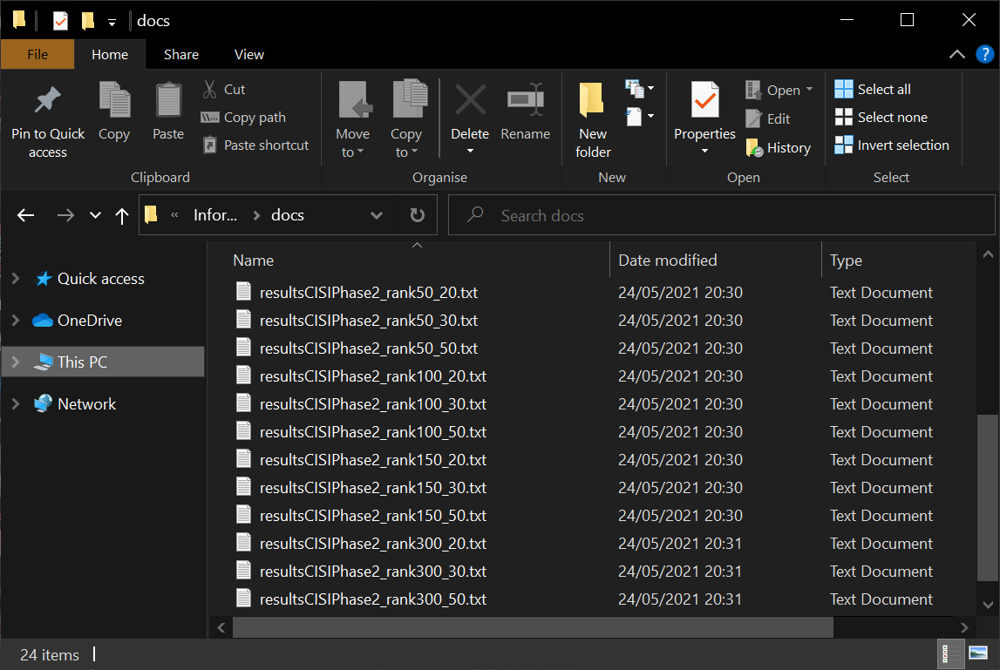 docs
File Home Share View
Pin to Quick access
Copy
Paste
Cut
Copy path
Paste shortcut
Clipboard
Move to
Copy to
Delete
Rename
Organise
New folder
New
Properties
Open
Edit
History
Open
Select all
Select none
Invert selection
Select
« Infor... docs
Search docs
Quick access
OneDrive
This PC
Network
Name Date modified Type
resultsCISIPhase2_rank50_20.txt 24/05/2021 20:30 Text Document
resultsCISIPhase2_rank50_30.txt 24/05/2021 20:30 Text Document
resultsCISIPhase2_rank50_50.txt 24/05/2021 20:30 Text Document
resultsCISIPhase2_rank100_20.txt 24/05/2021 20:30 Text Document
resultsCISIPhase2_rank100_30.txt 24/05/2021 20:30 Text Document
resultsCISIPhase2_rank100_50.txt 24/05/2021 20:30 Text Document
resultsCISIPhase2_rank150_20.txt 24/05/2021 20:30 Text Document
resultsCISIPhase2_rank150_30.txt 24/05/2021 20:30 Text Document
resultsCISIPhase2_rank150_50.txt 24/05/2021 20:30 Text Document
resultsCISIPhase2_rank300_20.txt 24/05/2021 20:31 Text Document
resultsCISIPhase2_rank300_30.txt 24/05/2021 20:31 Text Document
resultsCISIPhase2_rank300_50.txt 24/05/2021 20:31 Text Document
24 items